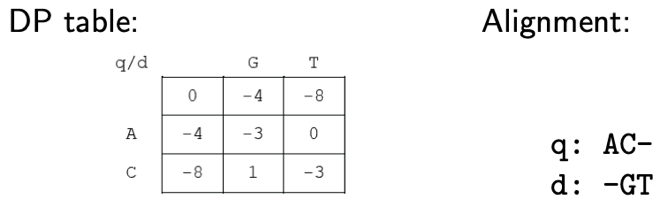 DP table: Alignment:
q/d G T
0 -4 -8
A -4 -3 0
C -8 1 -3
q: AC-
d: -GT